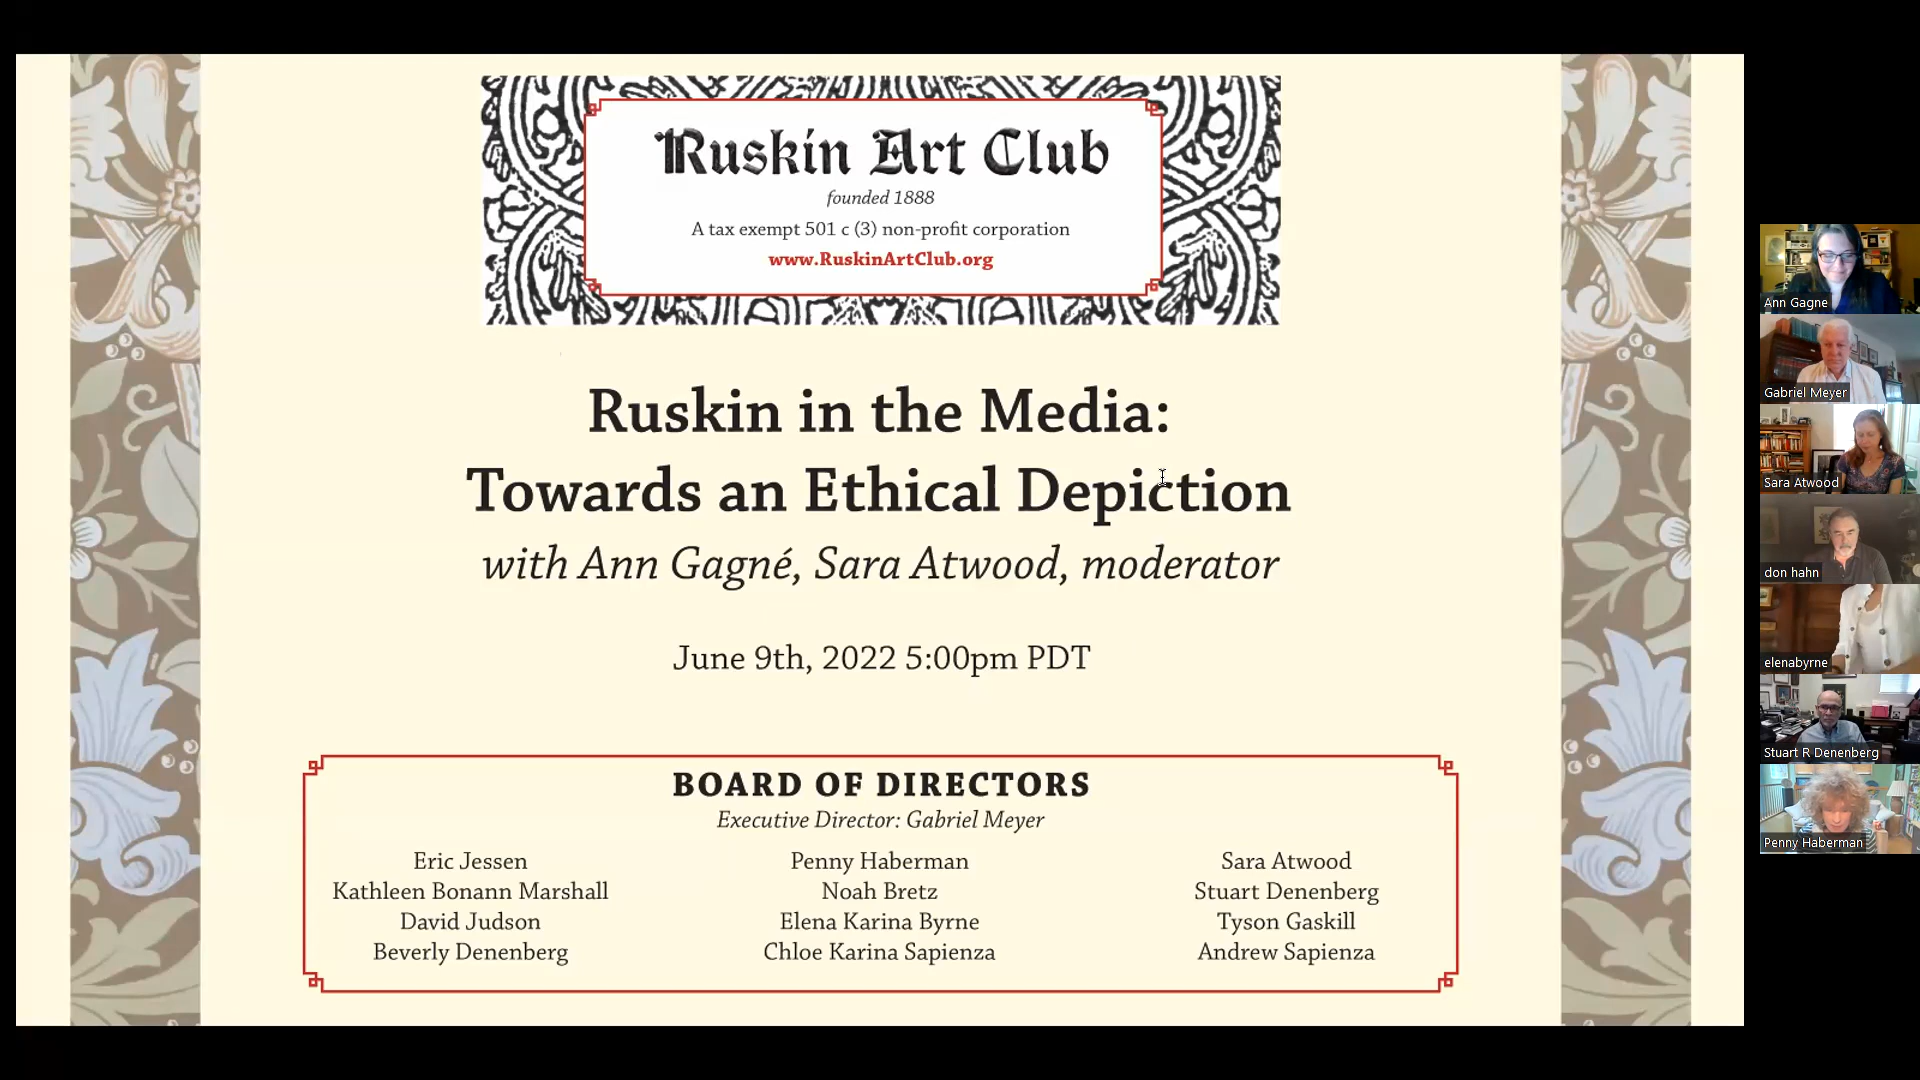 Ruskin Art Club
founded 1888
A tax exempt 501 c (3) non-profit corporation
www.RuskinArtClub.org
Ruskin in the Media:
Towards an Ethical Depiction
with Ann Gagné, Sara Atwood, moderator
June 9th, 2022 5:00pm PDT
BOARD OF DIRECTORS
Executive Director: Gabriel Meyer
Eric Jessen
Kathleen Bonann Marshall
David Judson
Beverly Denenberg
Penny Haberman
Noah Bretz
Elena Karina Byrne
Chloe Karina Sapienza
Sara Atwood
Stuart Denenberg
Tyson Gaskill
Andrew Sapienza
Ann Gagne
Gabriel Meyer
Sara Atwood
don hahn
elenabyrne
Stuart R Denenberg
Penny Haberman